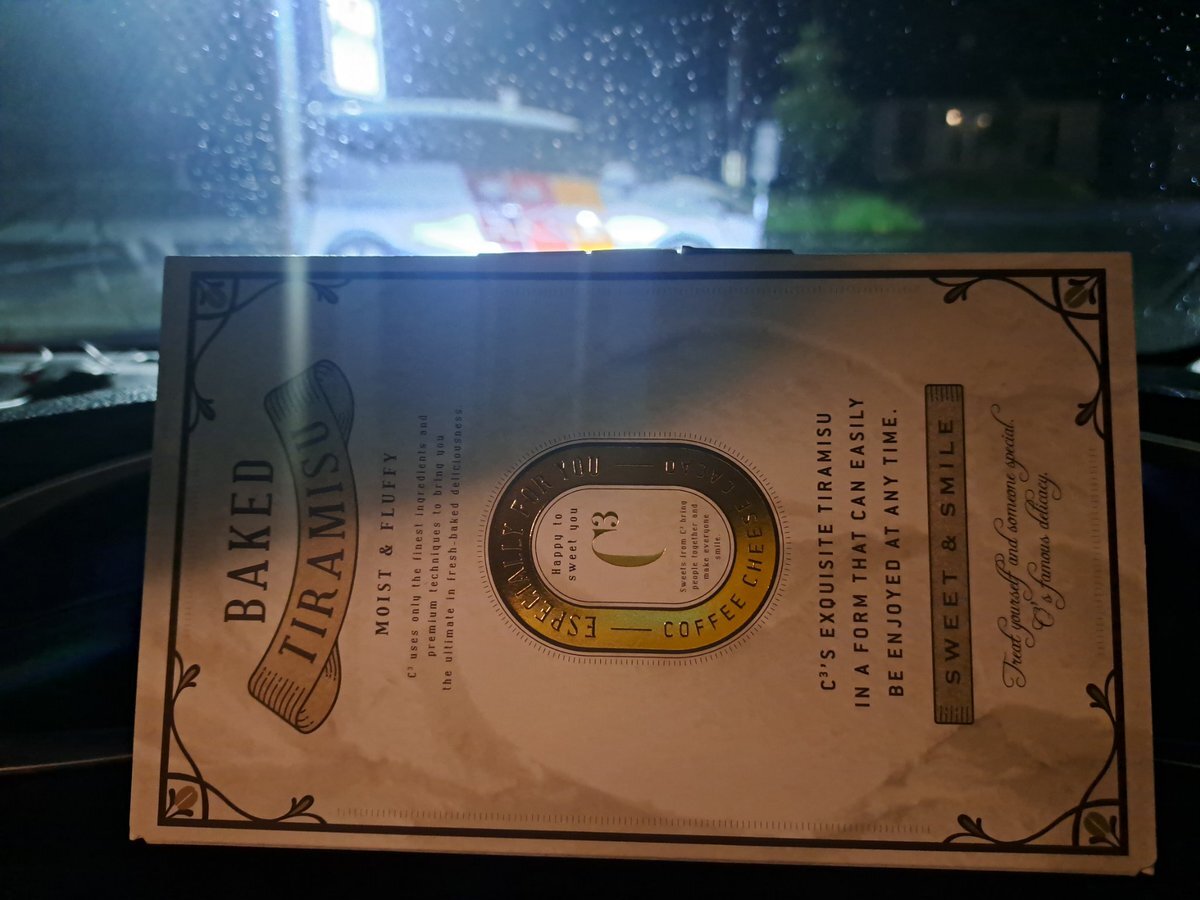 BAKED
TIRAMISU
MOIST & FLUFFY
C³ uses only the finest ingredients and
premium techniques to bring you
the ultimate in fresh-baked deliciousness.
ESPECIALLY FOR YOU
Happy to
sweet you
C³
Sweets from C³ bring
people together and
make everyone
smile.
COFFEE CHEESE CACAO
C³'S EXQUISITE TIRAMISU
IN A FORM THAT CAN EASILY
BE ENJOYED AT ANY TIME.
SWEET & SMILE
Treat yourself and someone special.
C³'s famous delicacy.